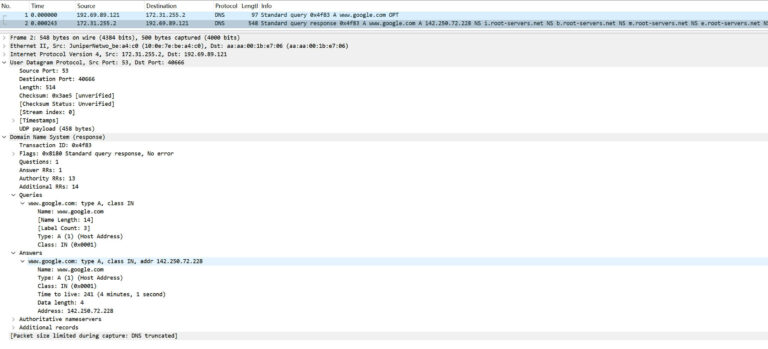 No. Time Source Destination Protocol Lengtl Info
1 0.000000 192.69.89.121 172.31.255.2 DNS 97 Standard query 0x4f83 A www.google.com OPT
2 0.000243 172.31.255.2 192.69.89.121 DNS 548 Standard query response 0x4f83 A www.google.com A 142.250.72.228 NS i.root-servers.net NS b.root-servers.net NS m.root-servers.net NS e.root-servers.net NS
Frame 2: 548 bytes on wire (4384 bits), 500 bytes captured (4000 bits)
Ethernet II, Src: JuniperNetwo_be:a4:c0 (10:0e:7e:be:a4:c0), Dst: aa:aa:00:1b:e7:06 (aa:aa:00:1b:e7:06)
Internet Protocol Version 4, Src: 172.31.255.2, Dst: 192.69.89.121
User Datagram Protocol, Src Port: 53, Dst Port: 40666
Source Port: 53
Destination Port: 40666
Length: 514
Checksum: 0x3ae5 [unverified]
[Checksum Status: Unverified]
[Stream index: 0]
[Timestamps]
UDP payload (458 bytes)
Domain Name System (response)
Transaction ID: 0x4f83
Flags: 0x8180 Standard query response, No error
Questions: 1
Answer RRs: 1
Authority RRs: 13
Additional RRs: 14
Queries
www.google.com: type A, class IN
Name: www.google.com
[Name Length: 14]
[Label Count: 3]
Type: A (1) (Host Address)
Class: IN (0x0001)
Answers
www.google.com: type A, class IN, addr 142.250.72.228
Name: www.google.com
Type: A (1) (Host Address)
Class: IN (0x0001)
Time to live: 241 (4 minutes, 1 second)
Data length: 4
Address: 142.250.72.228
Authoritative nameservers
Additional records
[Packet size limited during capture: DNS truncated]